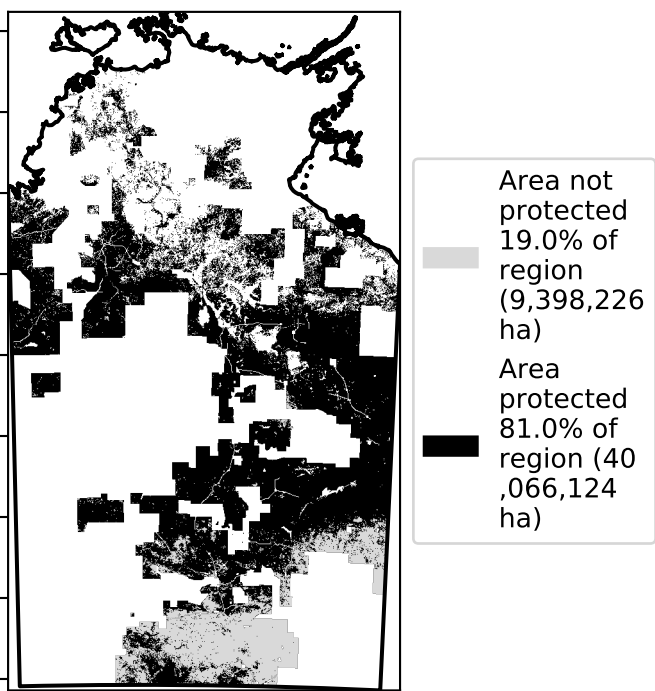 Area not
protected
19.0% of
region
(9,398,226
ha)
Area
protected
81.0% of
region (40
,066,124
ha)